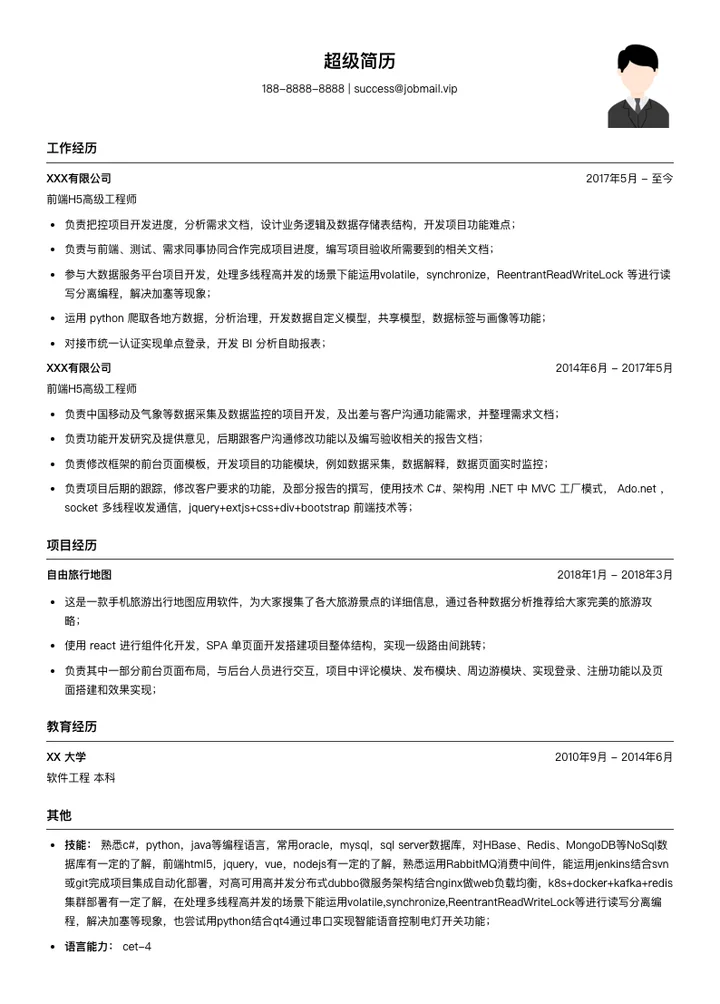 超级简历
188-8888-8888 | success@jobmail.vip
工作经历
XXX有限公司 2017年5月 – 至今
前端H5高级工程师
• 负责把控项目开发进度，分析需求文档，设计业务逻辑及数据存储表结构，开发项目功能难点；
• 负责与前端、测试、需求同事协同合作完成项目进度，编写项目验收所需要到的相关文档；
• 参与大数据服务平台项目开发，处理多线程高并发的场景下能运用volatile，synchronize，ReentrantReadWriteLock 等进行读
写分离编程，解决加塞等现象；
• 运用 python 爬取各地方数据，分析治理，开发数据自定义模型，共享模型，数据标签与画像等功能；
• 对接市统一认证实现单点登录，开发 BI 分析自助报表；
XXX有限公司 2014年6月 – 2017年5月
前端H5高级工程师
• 负责中国移动及气象等数据采集及数据监控的项目开发，及出差与客户沟通功能需求，并整理需求文档；
• 负责功能开发研究及提供意见，后期跟客户沟通修改功能以及编写验收相关的报告文档；
• 负责修改框架的前台页面模板，开发项目的功能模块，例如数据采集，数据解释，数据页面实时监控；
• 负责项目后期的跟踪，修改客户要求的功能，及部分报告的撰写，使用技术 C#、架构用 .NET 中 MVC 工厂模式， Ado.net ，
socket 多线程收发通信，jquery+extjs+css+div+bootstrap 前端技术等；
项目经历
自由旅行地图 2018年1月 – 2018年3月
• 这是一款手机旅游出行地图应用软件，为大家搜集了各大旅游景点的详细信息，通过各种数据分析推荐给大家完美的旅游攻
略；
• 使用 react 进行组件化开发，SPA 单页面开发搭建项目整体结构，实现一级路由间跳转；
• 负责其中一部分前台页面布局，与后台人员进行交互，项目中评论模块、发布模块、周边游模块、实现登录、注册功能以及页
面搭建和效果实现；
教育经历
XX 大学 2010年9月 – 2014年6月
软件工程 本科
其他
• 技能： 熟悉c#，python，java等编程语言，常用oracle，mysql，sql server数据库，对HBase、Redis、MongoDB等NoSql数
据库有一定的了解，前端html5，jquery，vue，nodejs有一定的了解，熟悉运用RabbitMQ消费中间件，能运用jenkins结合svn
或git完成项目集成自动化部署，对高可用高并发分布式dubbo微服务架构结合nginx做web负载均衡，k8s+docker+kafka+redis
集群部署有一定了解，在处理多线程高并发的场景下能运用volatile,synchronize,ReentrantReadWriteLock等进行读写分离编
程，解决加塞等现象，也尝试用python结合qt4通过串口实现智能语音控制电灯开关功能；
• 语言能力： cet-4